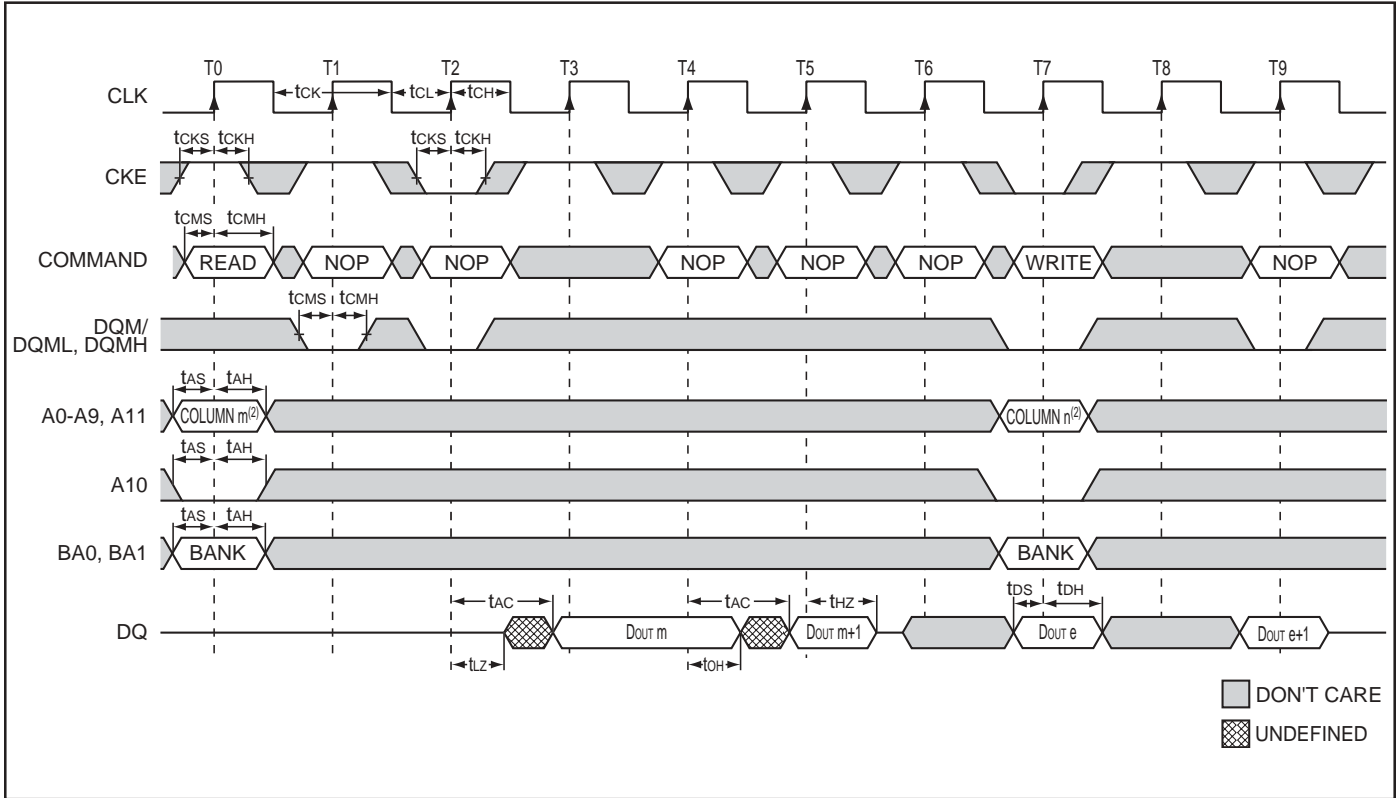 T0 T1 T2 T3 T4 T5 T6 T7 T8 T9
CLK tCK tCL tCH
tCKS tCKH tCKS tCKH
CKE
tCMS tCMH
COMMAND READ NOP NOP NOP NOP NOP WRITE NOP
tCMS tCMH
DQM/
DQML, DQMH
tAS tAH
A0-A9, A11 COLUMN m(2) COLUMN n(2)
tAS tAH
A10
tAS tAH
BA0, BA1 BANK BANK
tAC tAC tHZ tDS tDH
DQ DOUT m DOUT m+1 DOUT e DOUT e+1
tLZ tOH
DON'T CARE
UNDEFINED